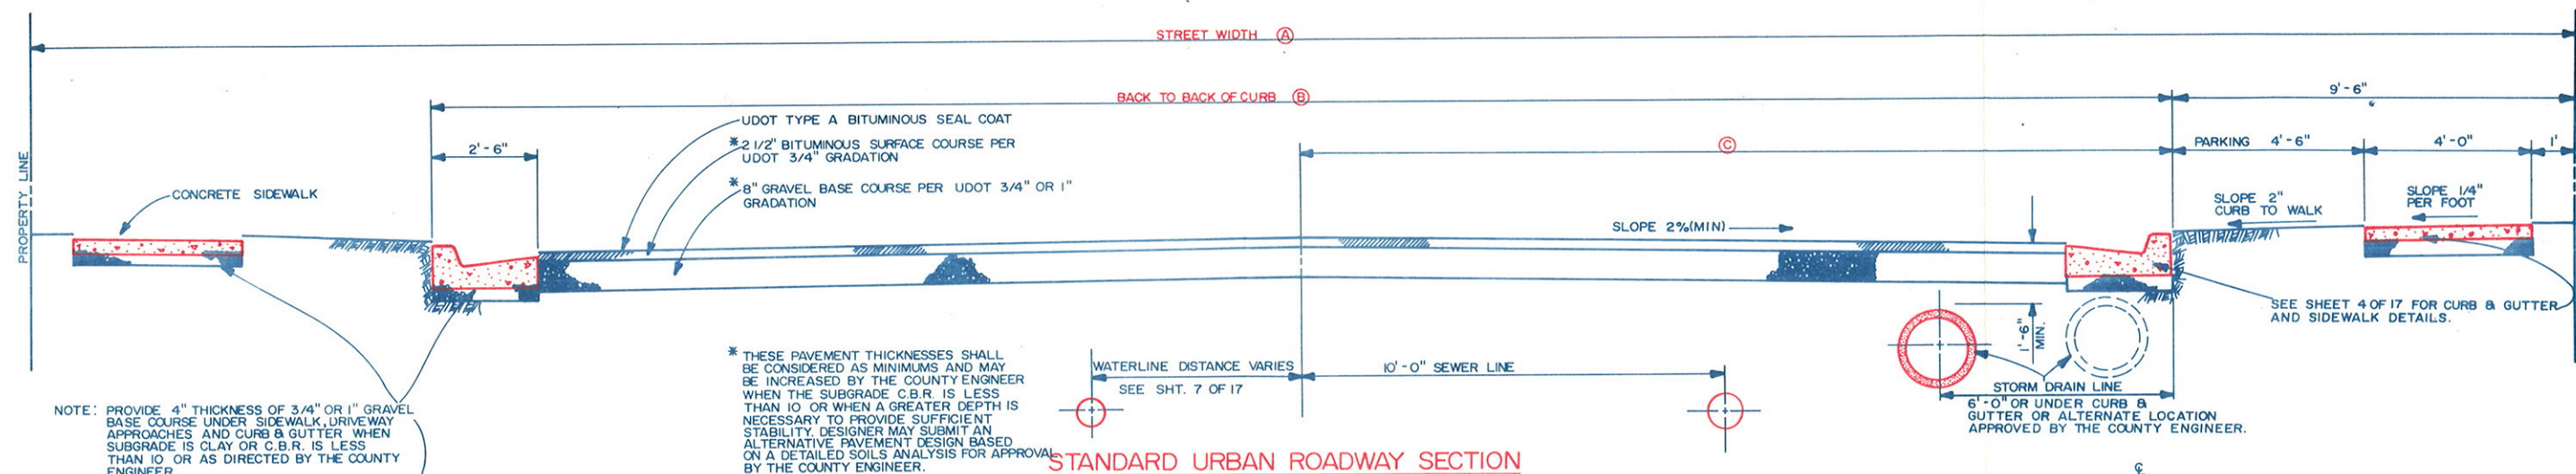 STREET WIDTH Ⓐ
BACK TO BACK OF CURB Ⓑ
9'-6"
UDOT TYPE A BITUMINOUS SEAL COAT
2'-6"
* 2 1/2" BITUMINOUS SURFACE COURSE PER
UDOT 3/4" GRADATION
Ⓒ
PARKING 4'-6"
4'-0"
1'
PROPERTY LINE
CONCRETE SIDEWALK
* 8" GRAVEL BASE COURSE PER UDOT 3/4" OR 1"
GRADATION
SLOPE 2%(MIN)
SLOPE 2"
CURB TO WALK
SLOPE 1/4"
PER FOOT
SEE SHEET 4 OF 17 FOR CURB & GUTTER
AND SIDEWALK DETAILS.
1'-6"
MIN.
* THESE PAVEMENT THICKNESSES SHALL
BE CONSIDERED AS MINIMUMS AND MAY
BE INCREASED BY THE COUNTY ENGINEER
WHEN THE SUBGRADE C.B.R. IS LESS
THAN 10 OR WHEN A GREATER DEPTH IS
NECESSARY TO PROVIDE SUFFICIENT
STABILITY. DESIGNER MAY SUBMIT AN
ALTERNATIVE PAVEMENT DESIGN BASED
ON A DETAILED SOILS ANALYSIS FOR APPROVAL
BY THE COUNTY ENGINEER.
WATERLINE DISTANCE VARIES
SEE SHT. 7 OF 17
10'-0" SEWER LINE
STORM DRAIN LINE
6'-0" OR UNDER CURB &
GUTTER OR ALTERNATE LOCATION
APPROVED BY THE COUNTY ENGINEER.
NOTE: PROVIDE 4" THICKNESS OF 3/4" OR 1" GRAVEL
BASE COURSE UNDER SIDEWALK, DRIVEWAY
APPROACHES AND CURB & GUTTER WHEN
SUBGRADE IS CLAY OR C.B.R. IS LESS
THAN 10 OR AS DIRECTED BY THE COUNTY
ENGINEER
STANDARD URBAN ROADWAY SECTION
℄